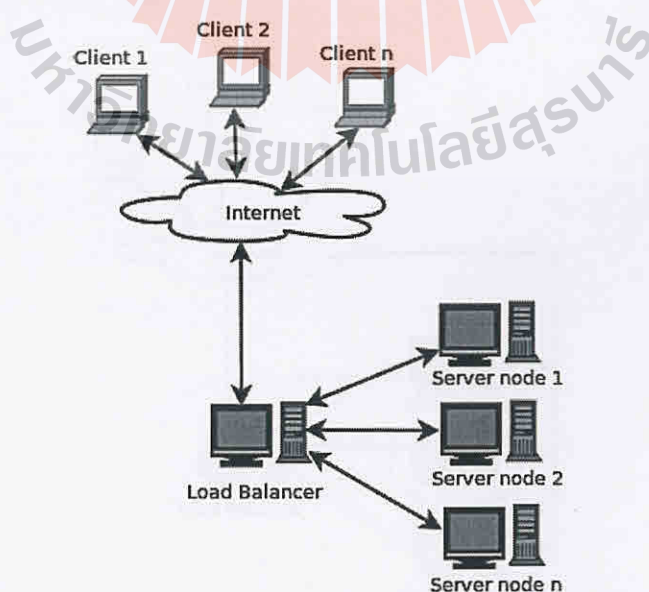 Client 2
Client 1
Client n
มหาวิทยาลัยเทคโนโลยีสุรนารี
Internet
Server node 1
Server node 2
Load Balancer
Server node n